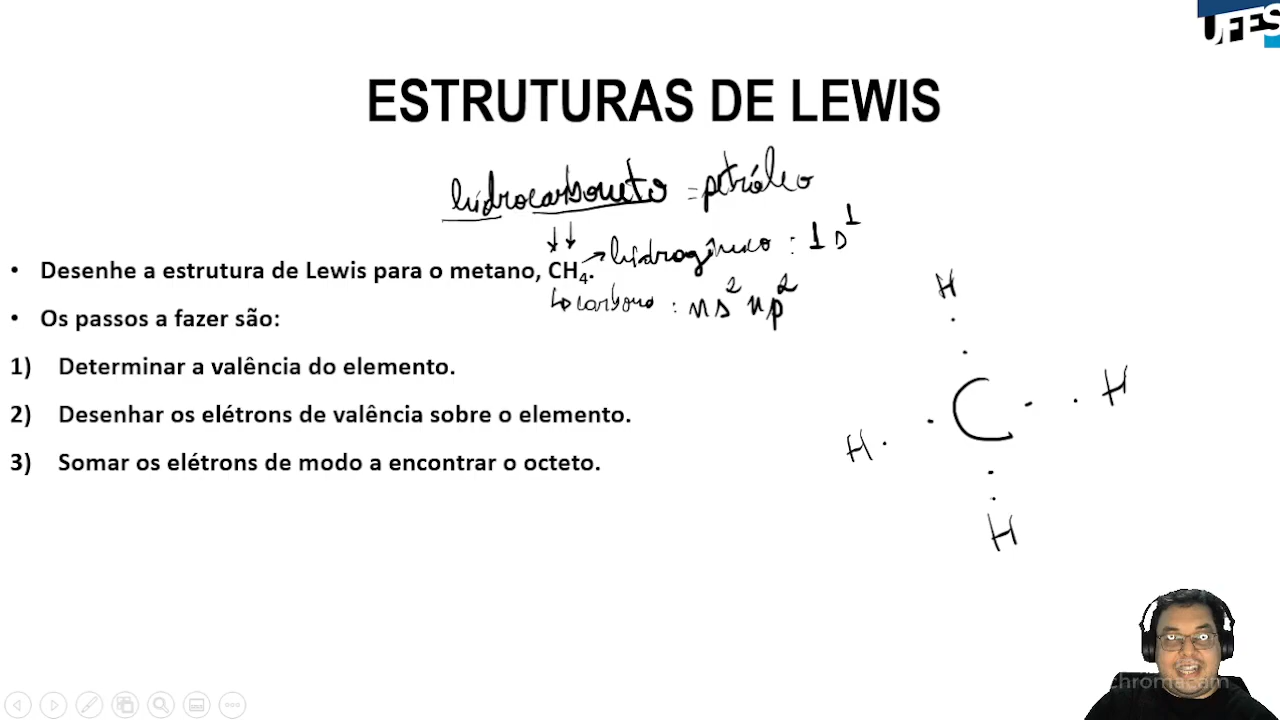 UFES
ESTRUTURAS DE LEWIS
hidrocarboneto = petróleo
hidrogênio : 1s¹
• Desenhe a estrutura de Lewis para o metano, CH₄.
carbono : ns² np²
• Os passos a fazer são:
1) Determinar a valência do elemento.
2) Desenhar os elétrons de valência sobre o elemento.
3) Somar os elétrons de modo a encontrar o octeto.
H
H · · C · · H
H
chromacam